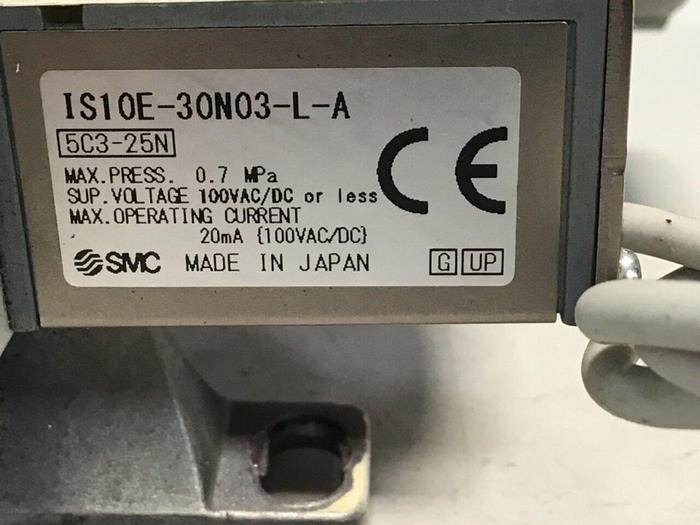 IS10E-30N03-L-A
5C3-25N
MAX.PRESS. 0.7 MPa
SUP.VOLTAGE 100VAC/DC or less
MAX.OPERATING CURRENT
20mA {100VAC/DC}
CE
SMC MADE IN JAPAN G UP